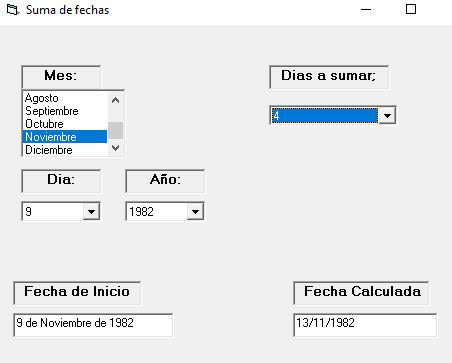 Suma de fechas
Mes:
Dias a sumar;
Agosto
Septiembre
Octubre
Noviembre
Diciembre
4
Dia:
Año:
9
1982
Fecha de Inicio
Fecha Calculada
9 de Noviembre de 1982
13/11/1982